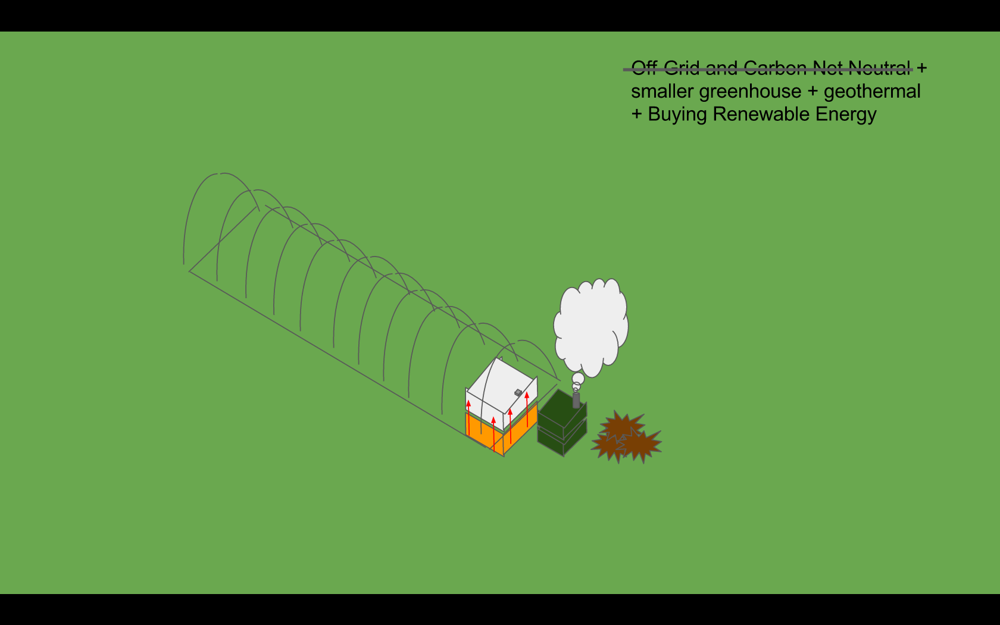 Off Grid and Carbon Net Neutral +
smaller greenhouse + geothermal
+ Buying Renewable Energy